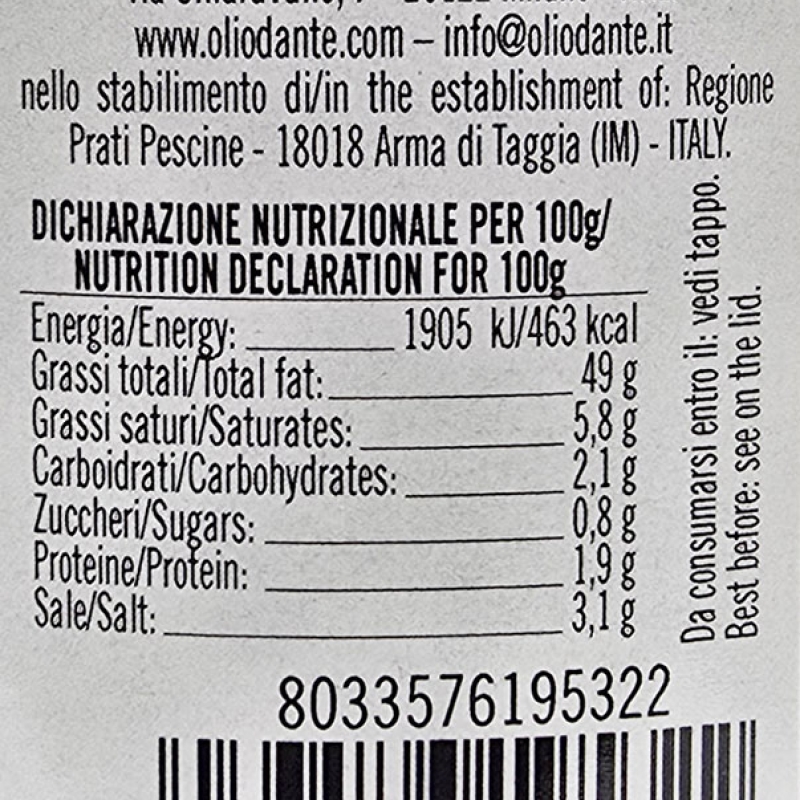 www.oliodante.com – info@oliodante.it
nello stabilimento di/in the establishment of: Regione
Prati Pescine - 18018 Arma di Taggia (IM) - ITALY.
DICHIARAZIONE NUTRIZIONALE PER 100g/
NUTRITION DECLARATION FOR 100g
Energia/Energy: 1905 kJ/463 kcal
Grassi totali/Total fat: 49 g
Grassi saturi/Saturates: 5,8 g
Carboidrati/Carbohydrates: 2,1 g
Zuccheri/Sugars: 0,8 g
Proteine/Protein: 1,9 g
Sale/Salt: 3,1 g
Da consumarsi entro il: vedi tappo.
Best before: see on the lid.
8033576195322